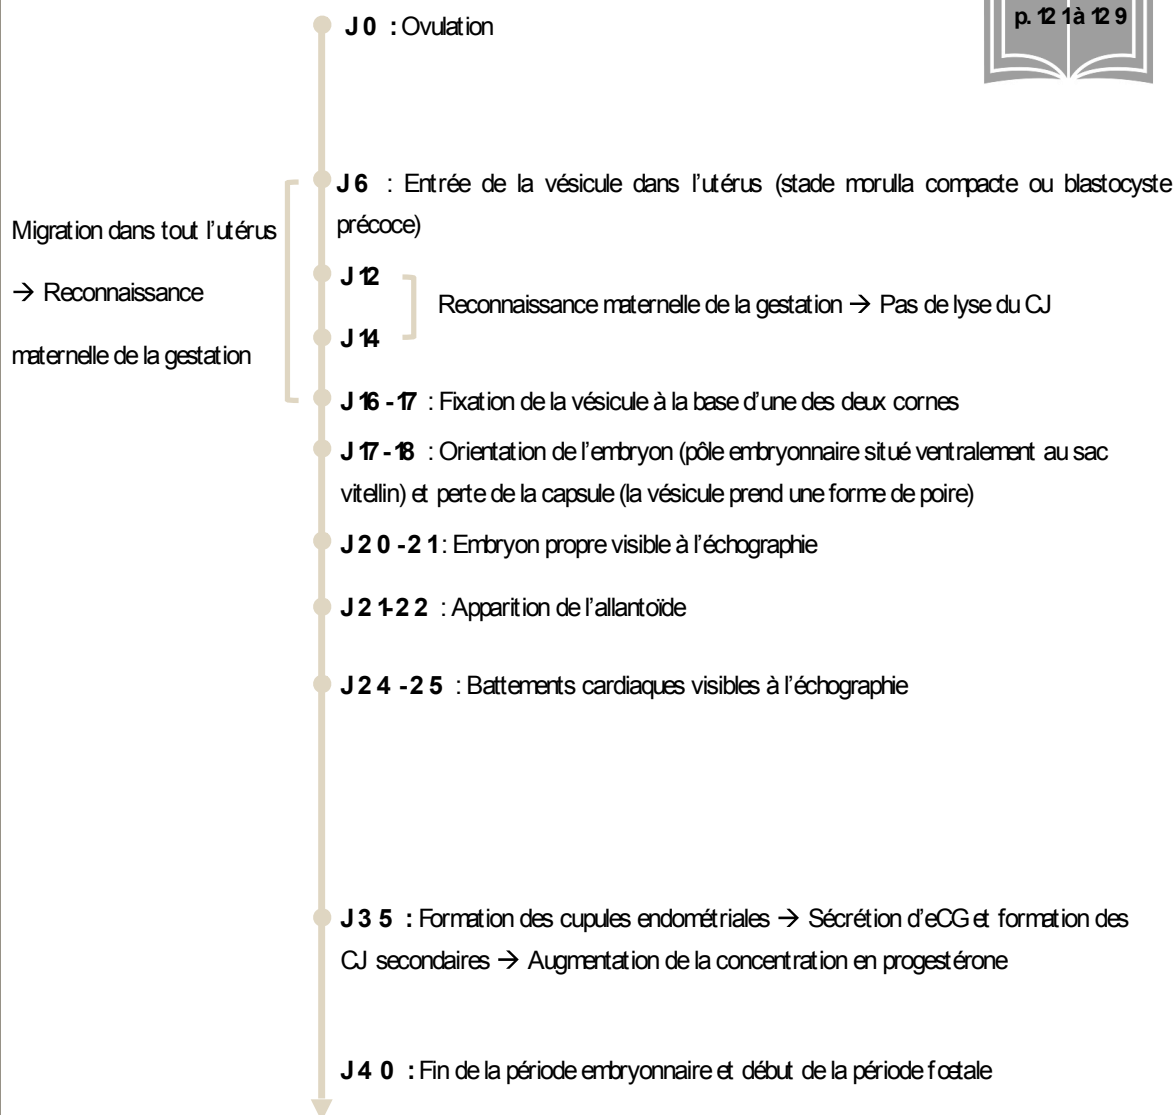 J0 : Ovulation
p. 121 à 129
J6 : Entrée de la vésicule dans l'utérus (stade morulla compacte ou blastocyste
précoce)
Migration dans tout l'utérus
→ Reconnaissance
maternelle de la gestation
J12
Reconnaissance maternelle de la gestation → Pas de lyse du CJ
J14
J16-17 : Fixation de la vésicule à la base d'une des deux cornes
J17-18 : Orientation de l'embryon (pôle embryonnaire situé ventralement au sac
vitellin) et perte de la capsule (la vésicule prend une forme de poire)
J20-21: Embryon propre visible à l'échographie
J21-22 : Apparition de l'allantoïde
J24-25 : Battements cardiaques visibles à l'échographie
J35 : Formation des cupules endométriales → Sécrétion d'eCG et formation des
CJ secondaires → Augmentation de la concentration en progestérone
J40 : Fin de la période embryonnaire et début de la période fœtale